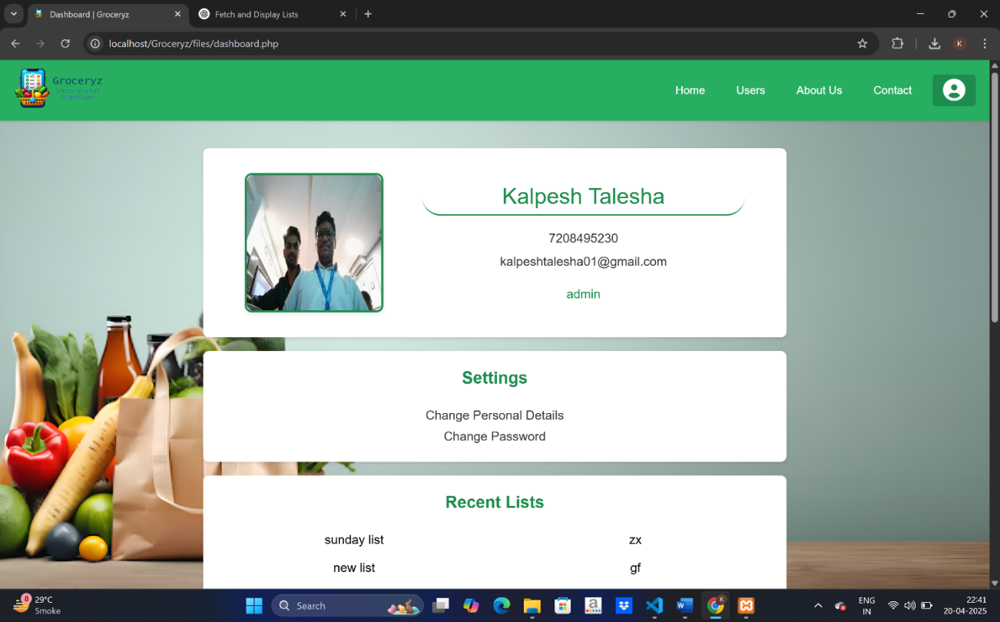 Dashboard | Groceryz
Fetch and Display Lists
localhost/Groceryz/files/dashboard.php
K
Groceryz
Grocery List
Organizer
Home
Users
About Us
Contact
Kalpesh Talesha
7208495230
kalpeshtalesha01@gmail.com
admin
Settings
Change Personal Details
Change Password
Recent Lists
sunday list
zx
new list
gf
8
29°C
Smoke
Search
a
W
K
ENG
IN
22:41
20-04-2025